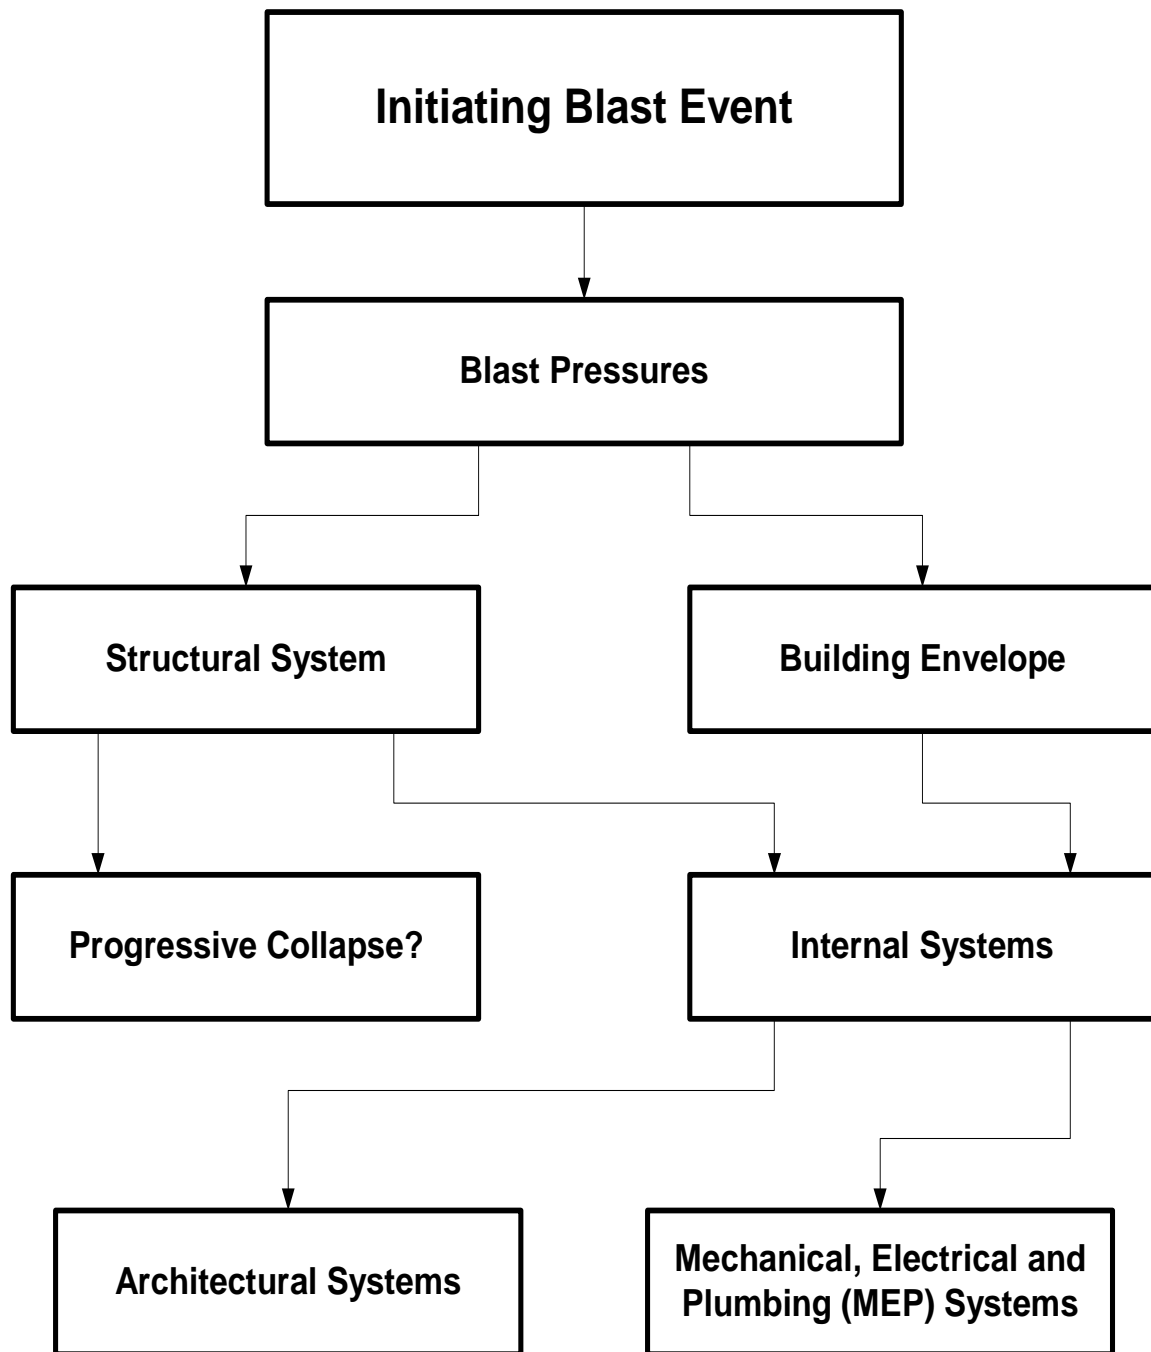 Initiating Blast Event
Blast Pressures
Structural System
Building Envelope
Progressive Collapse?
Internal Systems
Architectural Systems
Mechanical, Electrical and
Plumbing (MEP) Systems